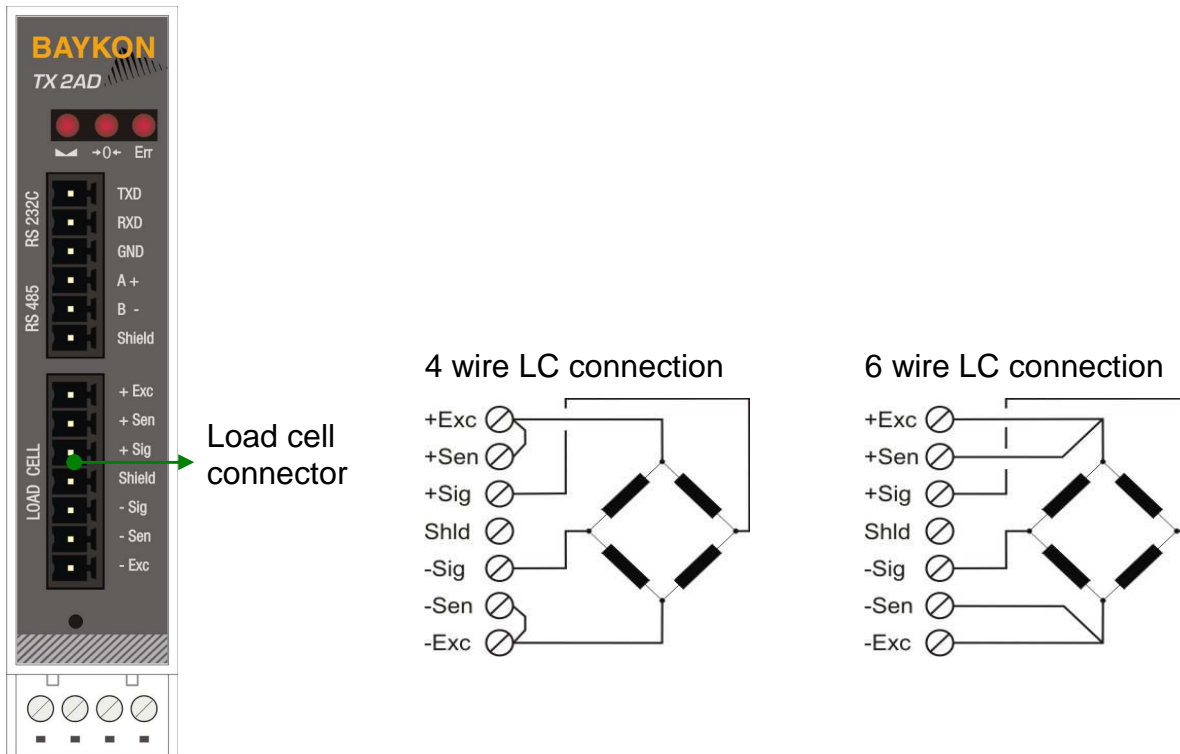 BAYKON
TX 2AD
→0← Err
RS 232C
TXD
RXD
GND
RS 485
A +
B -
Shield
LOAD CELL
+ Exc
+ Sen
+ Sig
Shield
- Sig
- Sen
- Exc
Load cell
connector
4 wire LC connection
+Exc
+Sen
+Sig
Shld
-Sig
-Sen
-Exc
6 wire LC connection
+Exc
+Sen
+Sig
Shld
-Sig
-Sen
-Exc